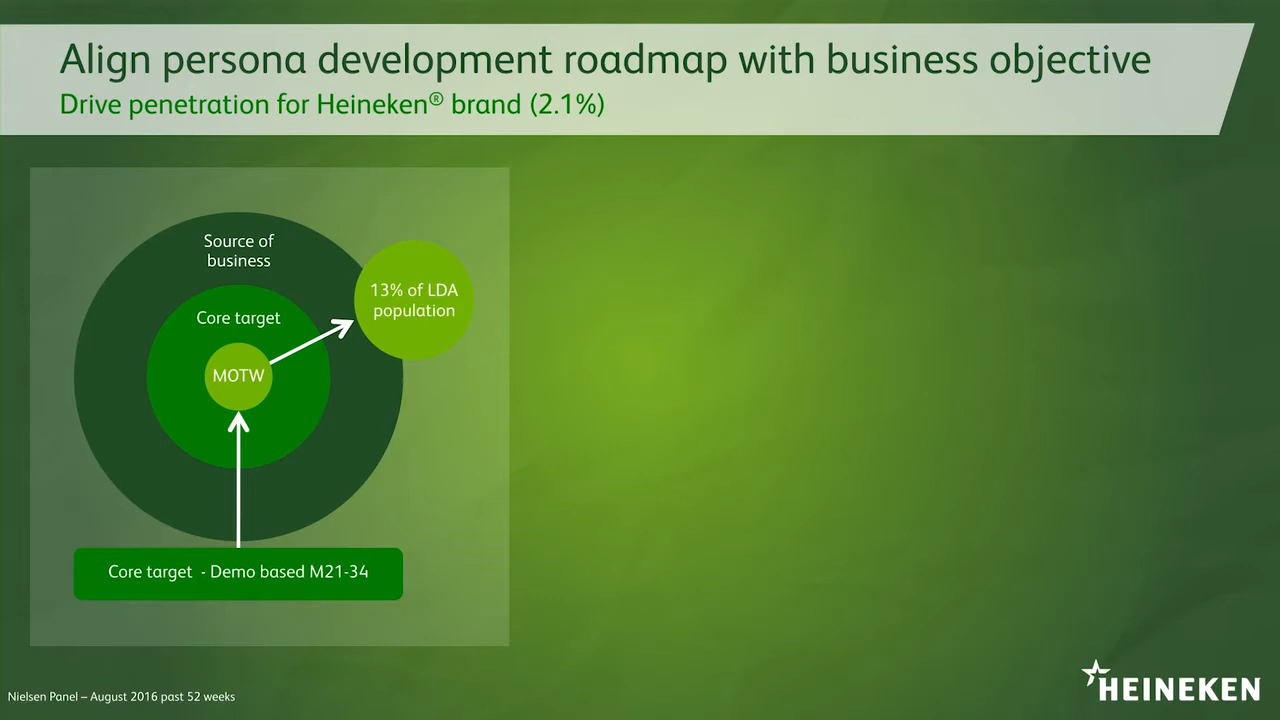 Align persona development roadmap with business objective
Drive penetration for Heineken® brand (2.1%)
Source of
business
13% of LDA
population
Core target
MOTW
Core target  - Demo based M21-34
Nielsen Panel – August 2016 past 52 weeks
HEINEKEN